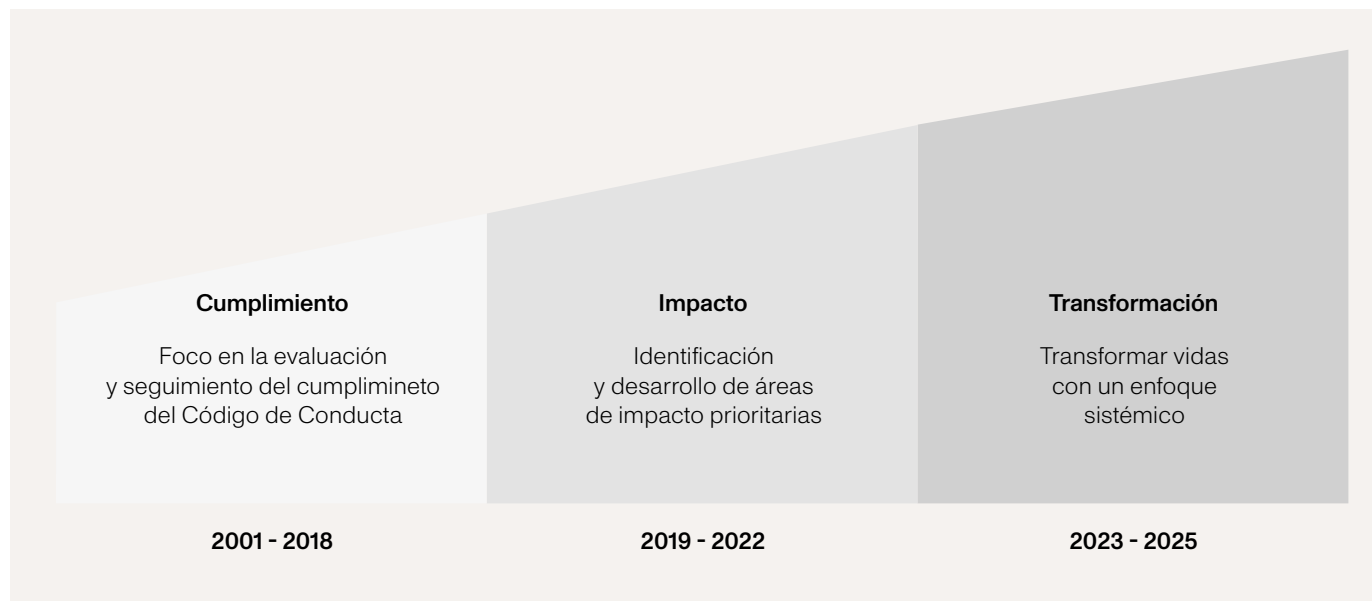 Cumplimiento
Foco en la evaluación
y seguimiento del cumplimineto
del Código de Conducta
2001 - 2018
Impacto
Identificación
y desarrollo de áreas
de impacto prioritarias
2019 - 2022
Transformación
Transformar vidas
con un enfoque
sistémico
2023 - 2025